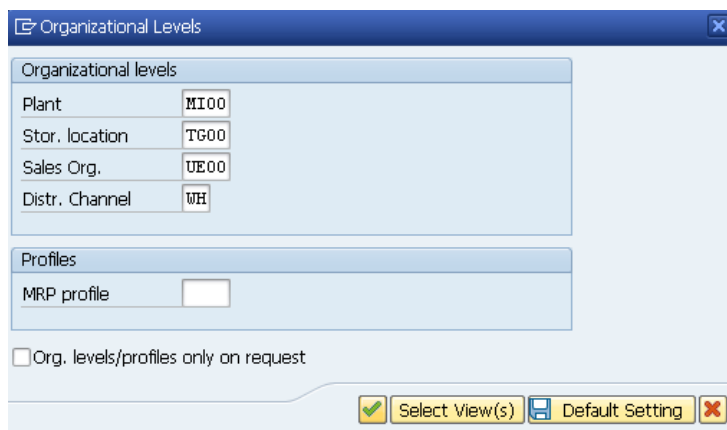 Organizational Levels
Organizational levels
Plant MI00
Stor. location TG00
Sales Org. UE00
Distr. Channel WH
Profiles
MRP profile
Org. levels/profiles only on request
Select View(s) Default Setting